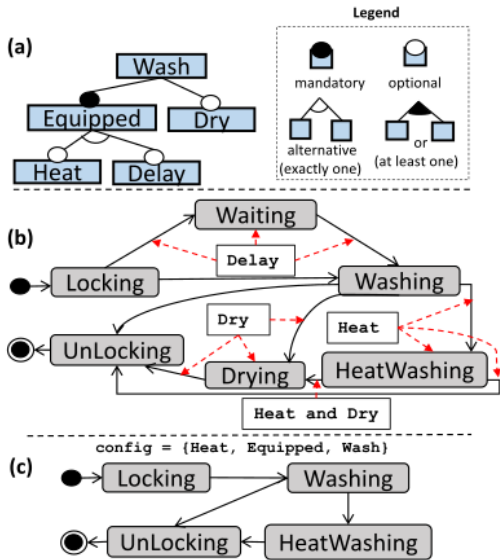 Legend
(a)
Wash
mandatory
optional
Equipped
Dry
Heat
Delay
alternative
(exactly one)
or
(at least one)
(b)
Waiting
Delay
Locking
Washing
Dry
Heat
UnLocking
Drying
HeatWashing
Heat and Dry
config = {Heat, Equipped, Wash}
(c)
Locking
Washing
UnLocking
HeatWashing